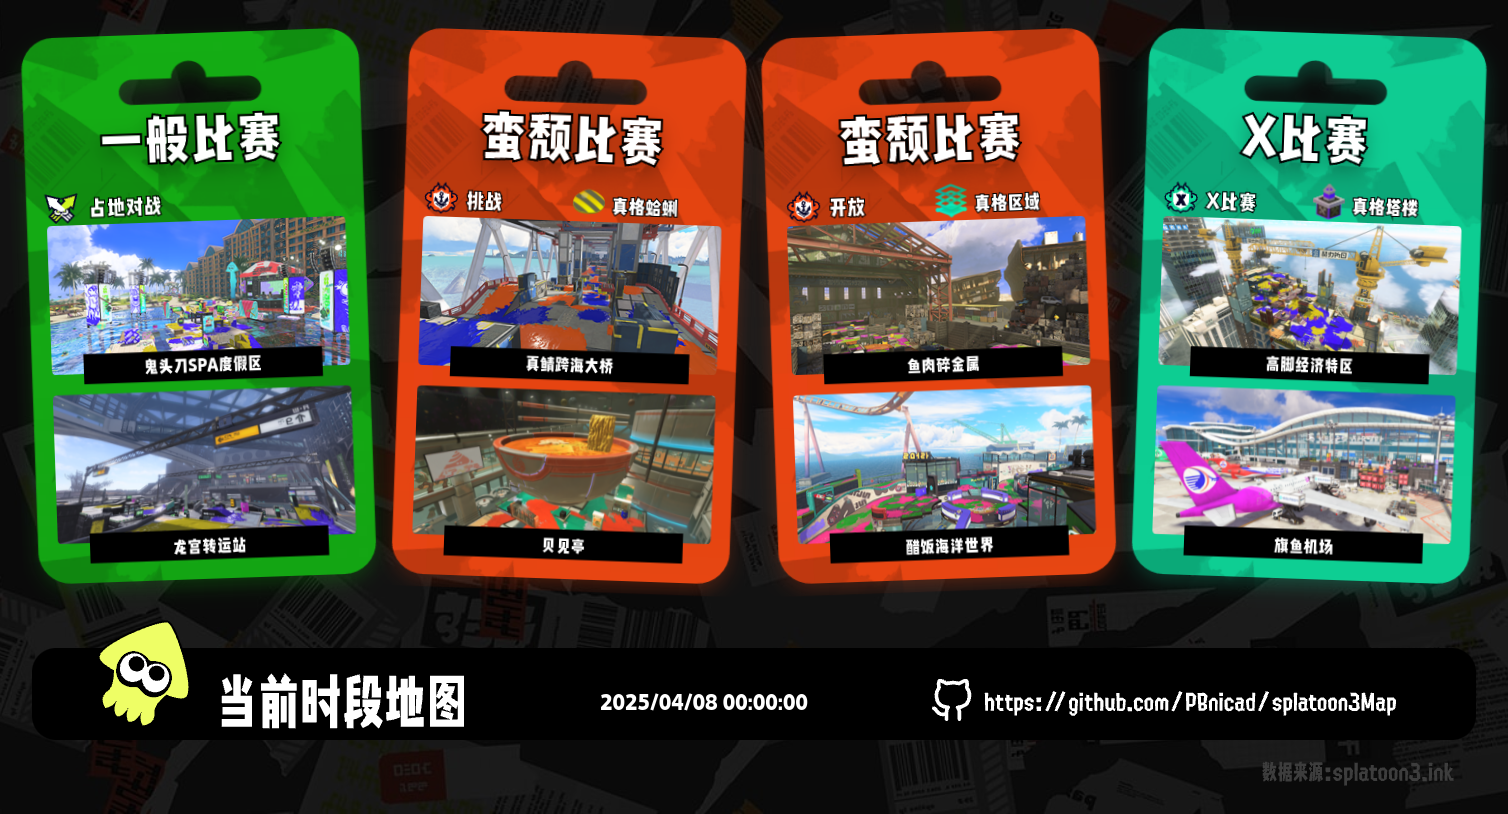 一般比赛
占地对战
鬼头刀SPA度假区
龙宫转运站
蛮颓比赛
挑战
真格蛤蜊
真鲷跨海大桥
贝见亭
蛮颓比赛
开放
真格区域
鱼肉碎金属
醋饭海洋世界
X比赛
X比赛
真格塔楼
高脚经济特区
旗鱼机场
当前时段地图
2025/04/08 00:00:00
https://github.com/PBnicad/splatoon3Map
数据来源:splatoon3.ink